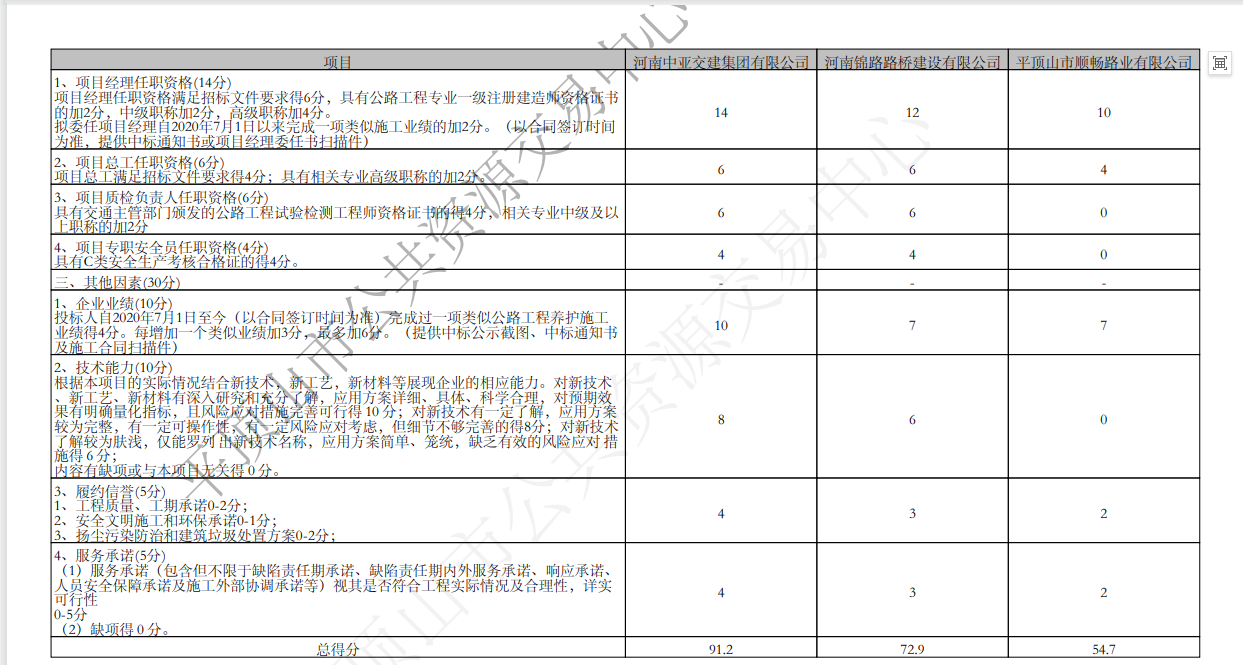 项目 河南中亚交建集团有限公司 河南锦路路桥建设有限公司 平顶山市顺畅路业有限公司
1、项目经理任职资格(14分)
项目经理任职资格满足招标文件要求得6分，具有公路工程专业一级注册建造师资格证书
的加2分，中级职称加2分，高级职称加4分。
拟委任项目经理自2020年7月1日以来完成一项类似施工业绩的加2分。（以合同签订时间
为准，提供中标通知书或项目经理委任书扫描件）
14 12 10
2、项目总工任职资格(6分)
项目总工满足招标文件要求得4分；具有相关专业高级职称的加2分。
6 6 4
3、项目质检负责人任职资格(6分)
具有交通主管部门颁发的公路工程试验检测工程师资格证书的得4分，相关专业中级及以
上职称的加2分
6 6 0
4、项目专职安全员任职资格(4分)
具有C类安全生产考核合格证的得4分。
4 4 0
三、其他因素(30分) - - -
1、企业业绩(10分)
投标人自2020年7月1日至今（以合同签订时间为准）完成过一项类似公路工程养护施工
业绩得4分。每增加一个类似业绩加3分，最多加6分。（提供中标公示截图、中标通知书
及施工合同扫描件）
10 7 7
2、技术能力(10分)
根据本项目的实际情况结合新技术，新工艺，新材料等展现企业的相应能力。对新技术
、新工艺、新材料有深入研究和充分了解，应用方案详细、具体、科学合理，对预期效
果有明确量化指标，且风险应对措施完善可行得 10 分；对新技术有一定了解，应用方案
较为完整，有一定可操作性，有一定风险应对考虑，但细节不够完善的得8分；对新技术
了解较为肤浅，仅能罗列 出新技术名称，应用方案简单、笼统，缺乏有效的风险应对 措
施得 6 分；
内容有缺项或与本项目无关得 0 分。
8 6 0
3、履约信誉(5分)
1、工程质量、工期承诺0-2分；
2、安全文明施工和环保承诺0-1分；
3、扬尘污染防治和建筑垃圾处置方案0-2分；
4 3 2
4、服务承诺(5分)
（1）服务承诺（包含但不限于缺陷责任期承诺、缺陷责任期内外服务承诺、响应承诺、
人员安全保障承诺及施工外部协调承诺等）视其是否符合工程实际情况及合理性，详实
可行性
0-5分
（2）缺项得 0 分。
4 3 2
总得分 91.2 72.9 54.7
平顶山市公共资源交易中心
顶山市公共资源交易中心